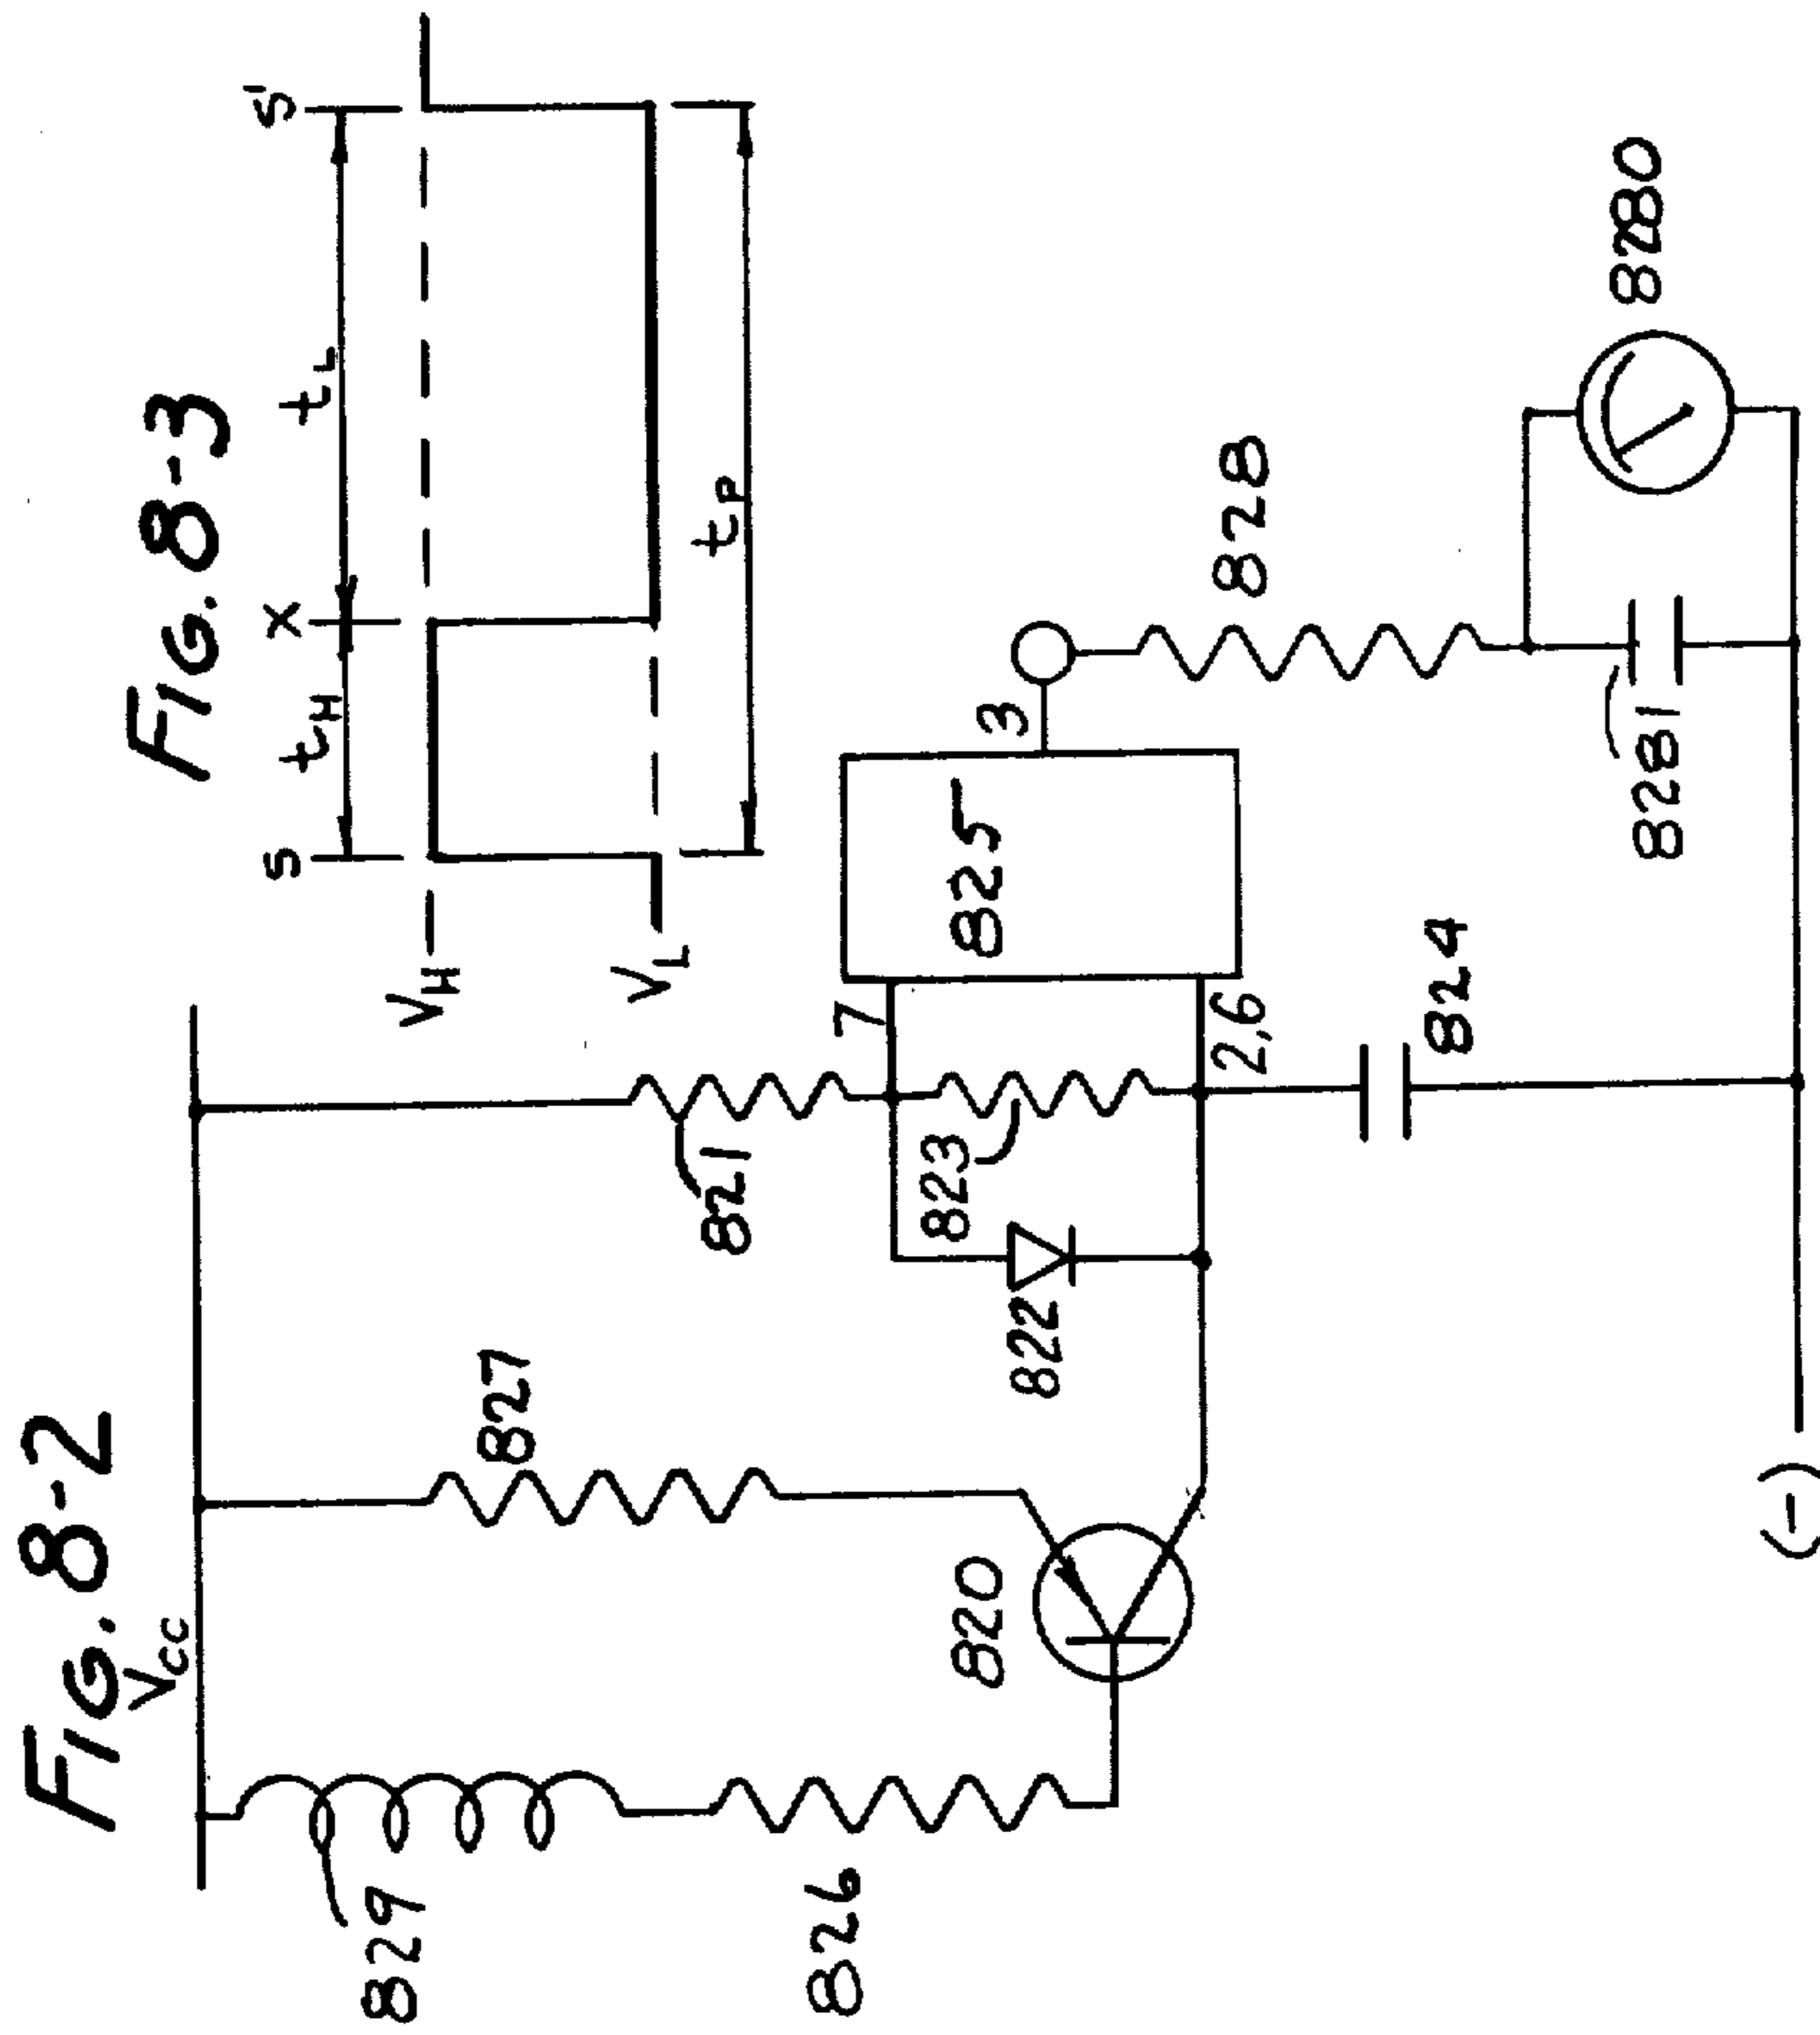 FIG. 8-2
FIG. 8-3
VCC
S
tH
X
tL
S'
VH
VL
tP
829
827
826
820
821
822
823
7
825
3
2,6
824
828
8281
8280
(-)